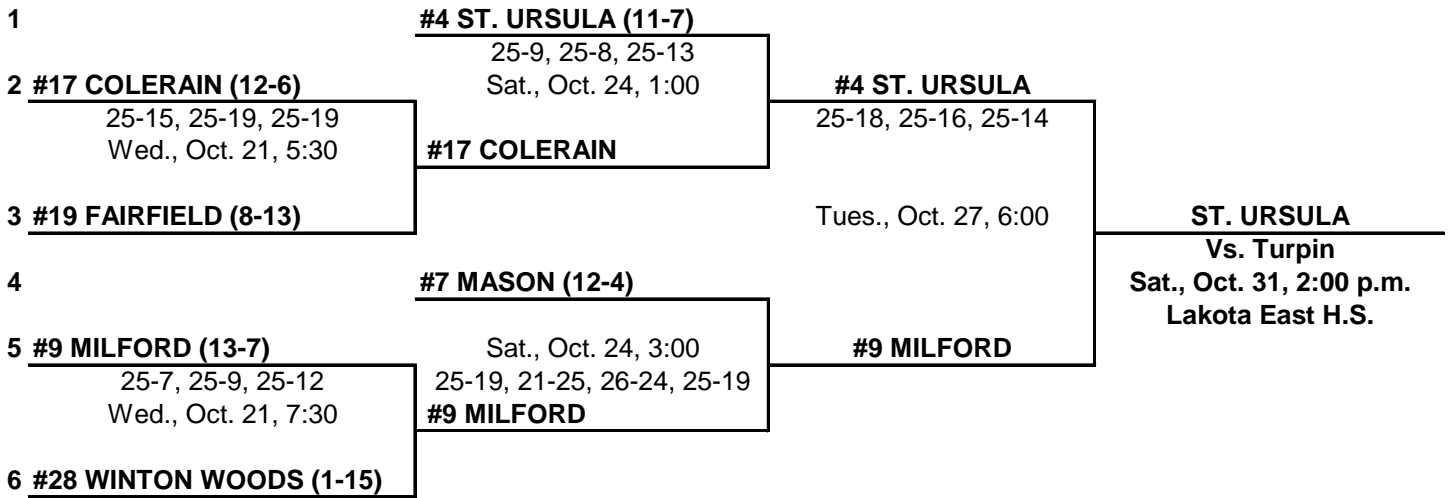 1 #4 ST. URSULA (11-7)
25-9, 25-8, 25-13
2 #17 COLERAIN (12-6) Sat., Oct. 24, 1:00 #4 ST. URSULA
25-15, 25-19, 25-19 25-18, 25-16, 25-14
Wed., Oct. 21, 5:30 #17 COLERAIN
3 #19 FAIRFIELD (8-13) Tues., Oct. 27, 6:00 ST. URSULA
Vs. Turpin
4 #7 MASON (12-4) Sat., Oct. 31, 2:00 p.m.
Lakota East H.S.
5 #9 MILFORD (13-7) Sat., Oct. 24, 3:00 #9 MILFORD
25-7, 25-9, 25-12 25-19, 21-25, 26-24, 25-19
Wed., Oct. 21, 7:30 #9 MILFORD
6 #28 WINTON WOODS (1-15)